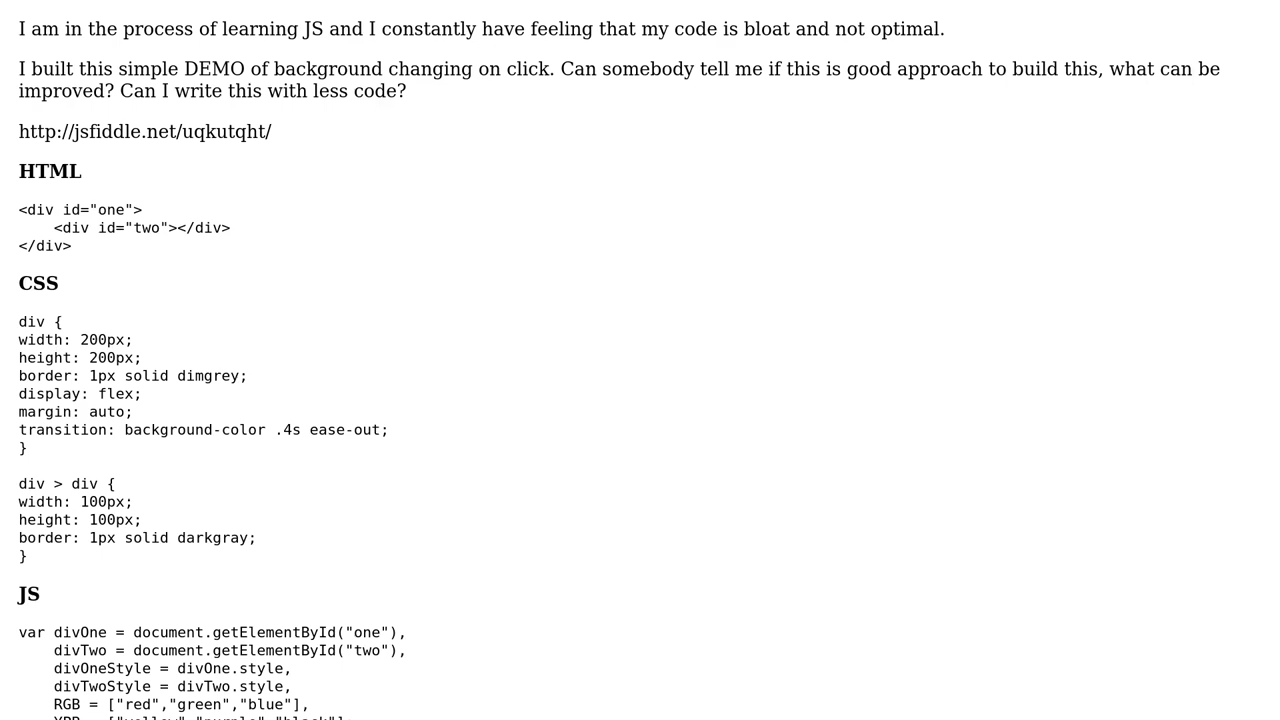 I am in the process of learning JS and I constantly have feeling that my code is bloat and not optimal.
I built this simple DEMO of background changing on click. Can somebody tell me if this is good approach to build this, what can be
improved? Can I write this with less code?
http://jsfiddle.net/uqkutqht/
HTML
<div id="one">
    <div id="two"></div>
</div>
CSS
div {
width: 200px;
height: 200px;
border: 1px solid dimgrey;
display: flex;
margin: auto;
transition: background-color .4s ease-out;
}
div > div {
width: 100px;
height: 100px;
border: 1px solid darkgray;
}
JS
var divOne = document.getElementById("one"),
    divTwo = document.getElementById("two"),
    divOneStyle = divOne.style,
    divTwoStyle = divTwo.style,
    RGB = ["red","green","blue"],